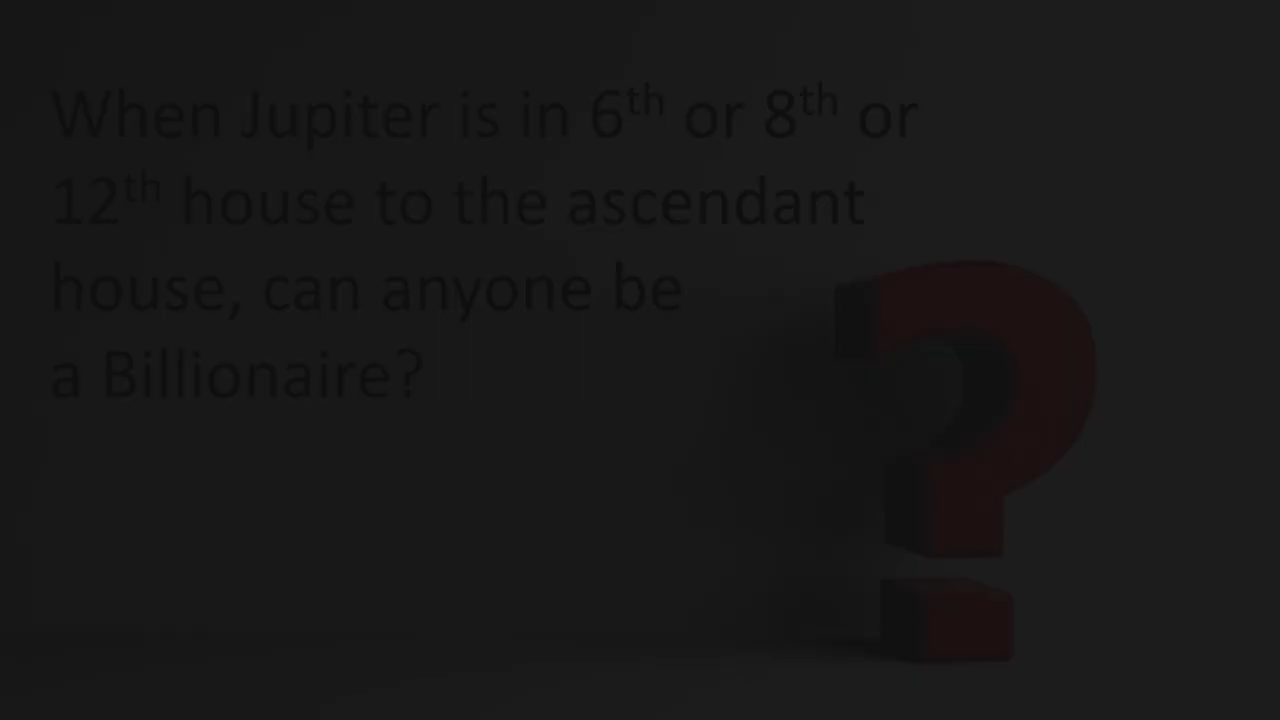 When Jupiter is in 6th or 8th or
12th house to the ascendant
house, can anyone be
a Billionaire?